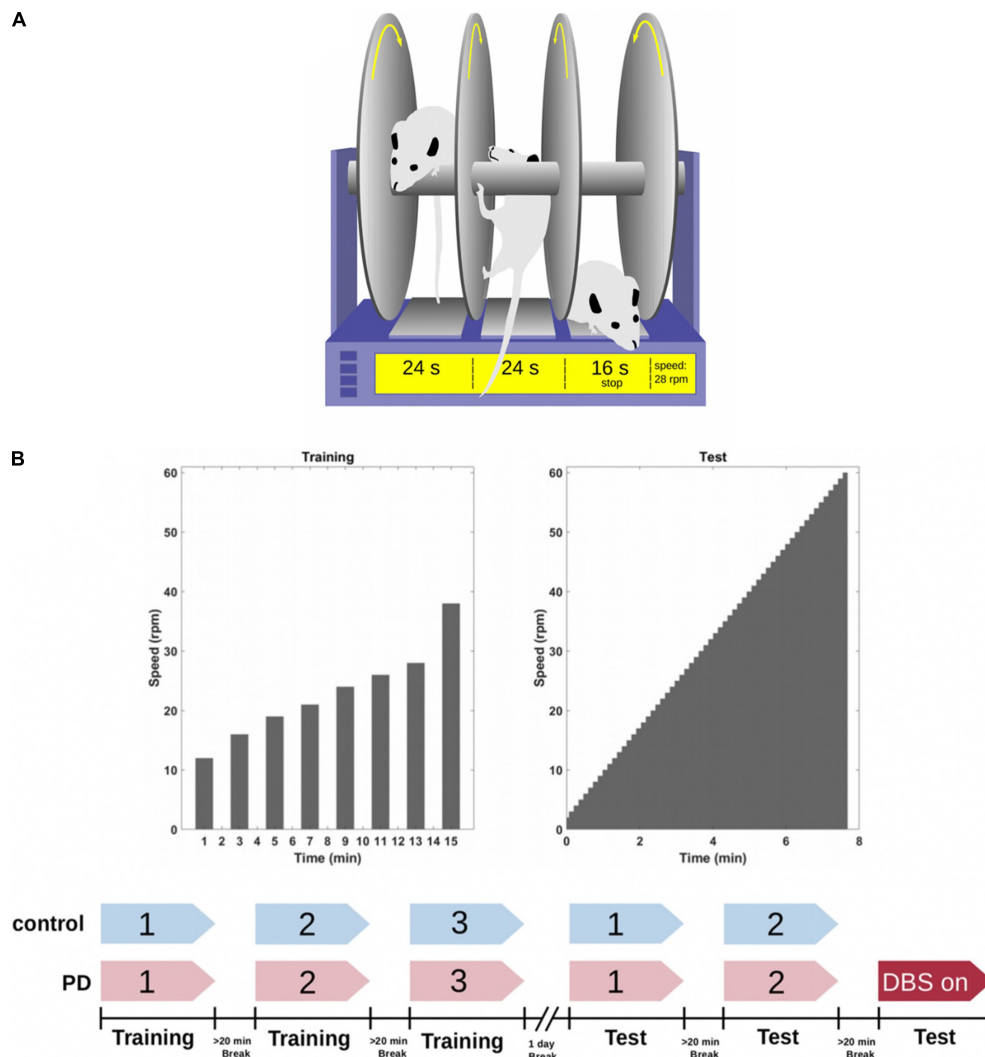 A
24 s
24 s
16 s
stop
speed:
28 rpm
B
Training
Speed (rpm)
60
50
40
30
20
10
0
1 2 3 4 5 6 7 8 9 10 11 12 13 14 15
Time (min)
Test
Speed (rpm)
60
50
40
30
20
10
0
0 2 4 6 8
Time (min)
control 1 2 3 1 2
PD 1 2 3 1 2 DBS on
Training >20 min Training >20 min Training 1 day Test >20 min Test >20 min Test
Break Break Break Break Break